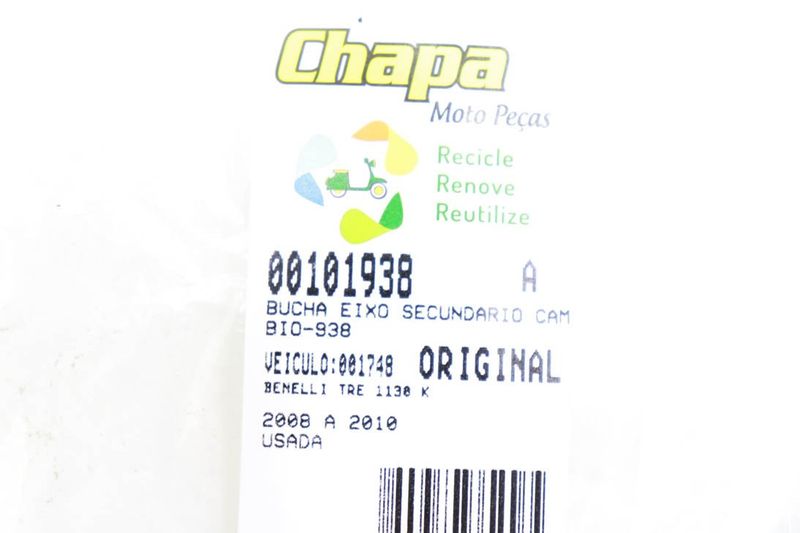 Chapa
Moto Peças
Recicle
Renove
Reutilize
00101938 A
BUCHA EIXO SECUNDARIO CAM
BIO-938
VEICULO:001748 ORIGINAL
BENELLI TRE 1130 K
2008 A 2010
USADA